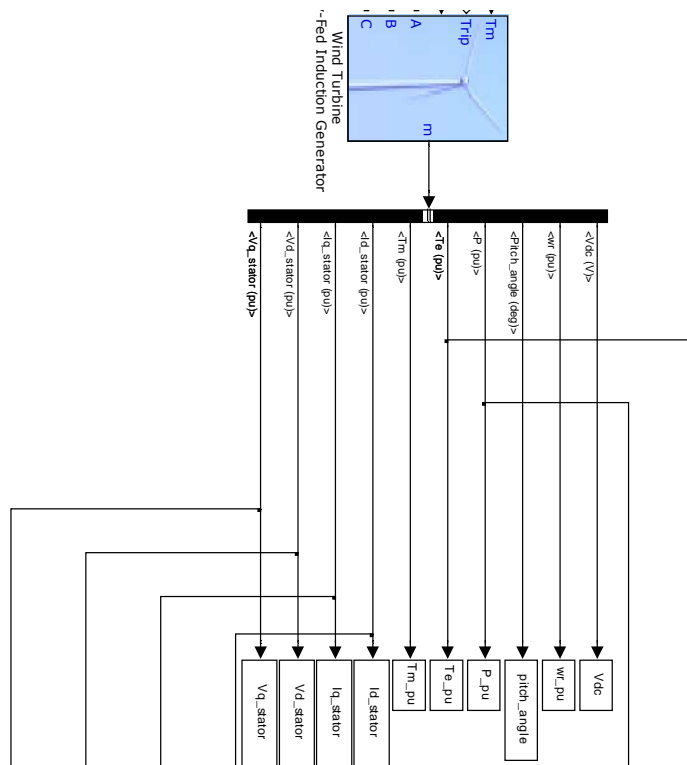 Tm
Trip
A
B
C
m
Wind Turbine
'-Fed Induction Generator
<Vdc (V)>
<wr (pu)>
<Pitch_angle (deg)>
<P (pu)>
<Te (pu)>
<Tm (pu)>
<Id_stator (pu)>
<Iq_stator (pu)>
<Vd_stator (pu)>
<Vq_stator (pu)>
Vdc
wr_pu
pitch_angle
P_pu
Te_pu
Tm_pu
Id_stator
Iq_stator
Vd_stator
Vq_stator